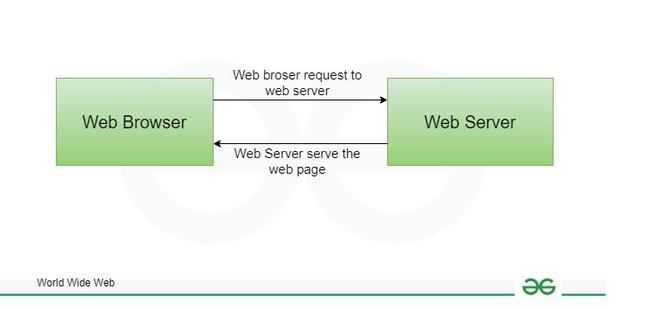 Web broser request to
web server
Web Browser
Web Server
Web Server serve the
web page
World Wide Web